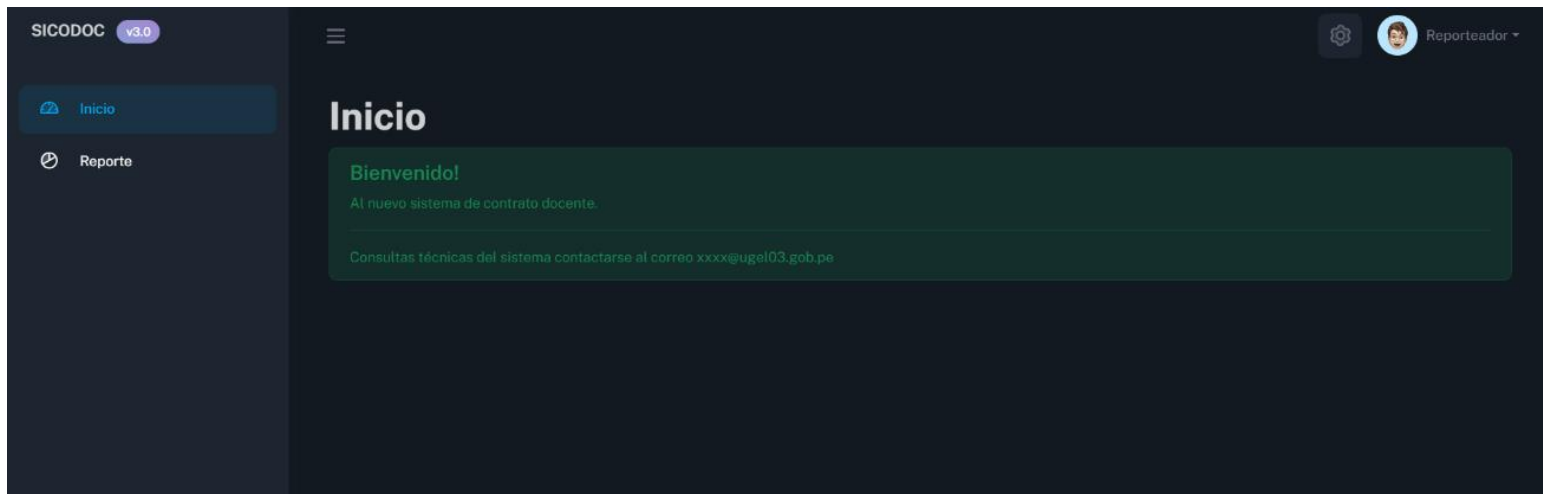 SICODOC v3.0
Reporteador
Inicio
Reporte
Inicio
Bienvenido!
Al nuevo sistema de contrato docente.
Consultas técnicas del sistema contactarse al correo xxxx@ugel03.gob.pe